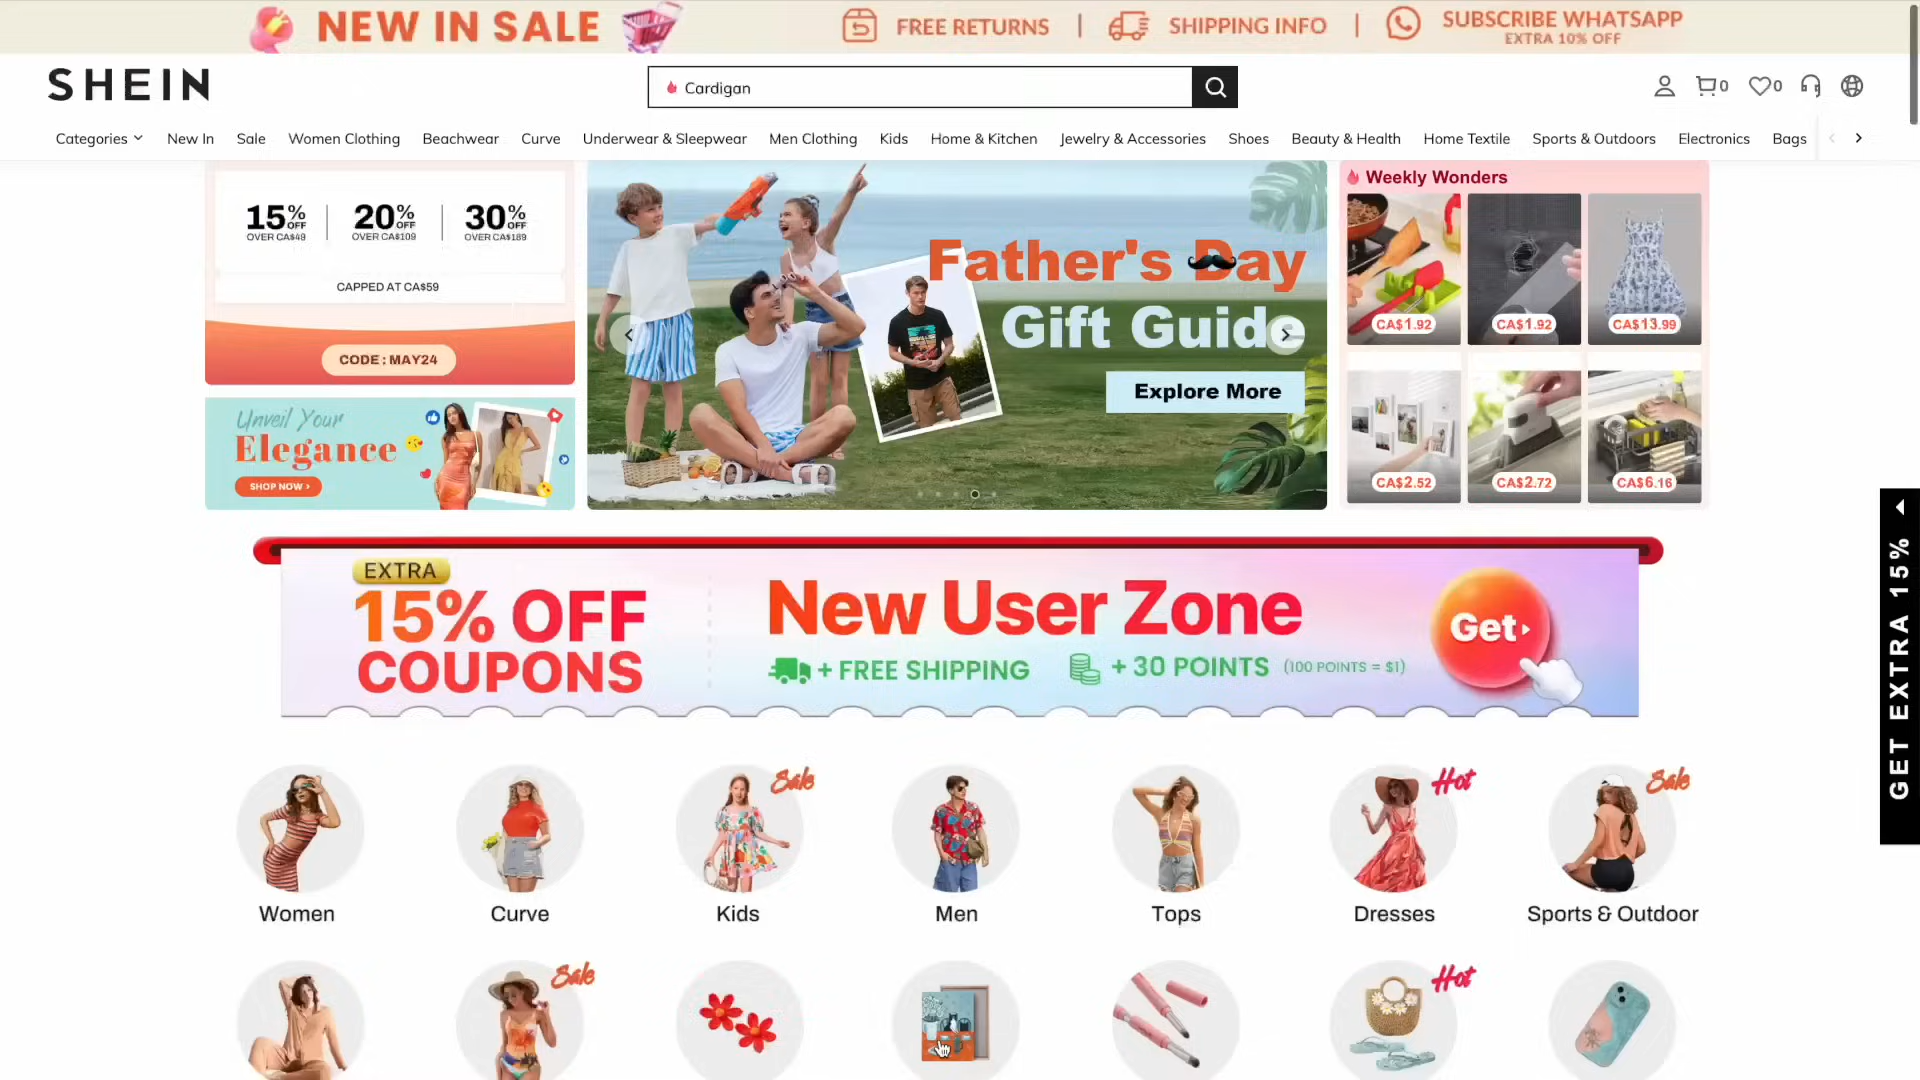 NEW IN SALE
FREE RETURNS | SHIPPING INFO | SUBSCRIBE WHATSAPP
EXTRA 10% OFF
SHEIN
Cardigan
0
0
Categories New In Sale Women Clothing Beachwear Curve Underwear & Sleepwear Men Clothing Kids Home & Kitchen Jewelry & Accessories Shoes Beauty & Health Home Textile Sports & Outdoors Electronics Bags
15% OFF
OVER CA$49
20% OFF
OVER CA$109
30% OFF
OVER CA$189
CAPPED AT CA$59
CODE : MAY24
Unveil Your
Elegance
SHOP NOW >
Father's Day
Gift Guide
Explore More
Weekly Wonders
CA$1.92
CA$1.92
CA$13.99
CA$2.52
CA$2.72
CA$6.16
EXTRA
15% OFF
COUPONS
New User Zone
+ FREE SHIPPING
+ 30 POINTS (100 POINTS = $1)
Get
GET EXTRA 15%
Sale
Hot
Sale
Women
Curve
Kids
Men
Tops
Dresses
Sports & Outdoor
Sale
Hot